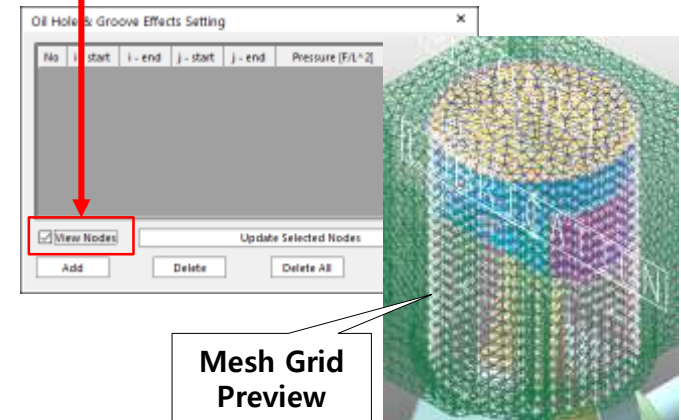 Oil Hole & Groove Effects Setting
No i - start i - end j - start j - end Pressure [F/L^2]
View Nodes
Update Selected Nodes
Add Delete Delete All
Mesh Grid
Preview